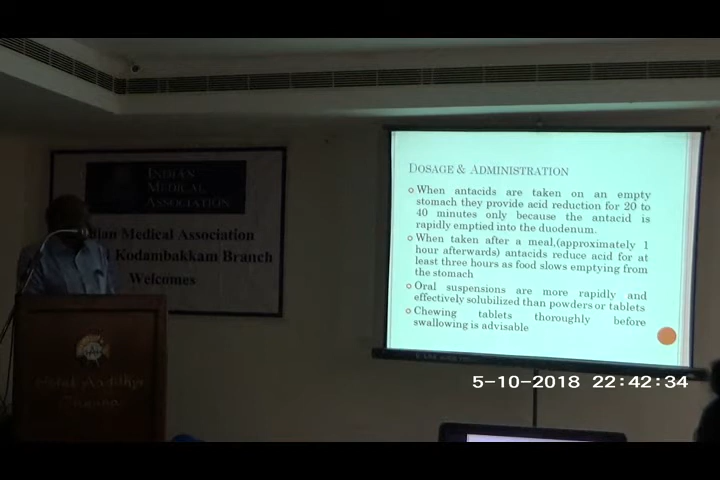 INDIAN
MEDICAL
ASSOCIATION
Indian Medical Association
Kodambakkam Branch
Welcomes
Hotel Aadithya
DOSAGE & ADMINISTRATION
When antacids are taken on an empty
stomach they provide acid reduction for 20 to
40 minutes only because the antacid is
rapidly emptied into the duodenum.
When taken after a meal,(approximately 1
hour afterwards) antacids reduce acid for at
least three hours as food slows emptying from
the stomach
Oral suspensions are more rapidly and
effectively solubilized than powders or tablets
Chewing tablets thoroughly before
swallowing is advisable
5-10-2018 22:42:34